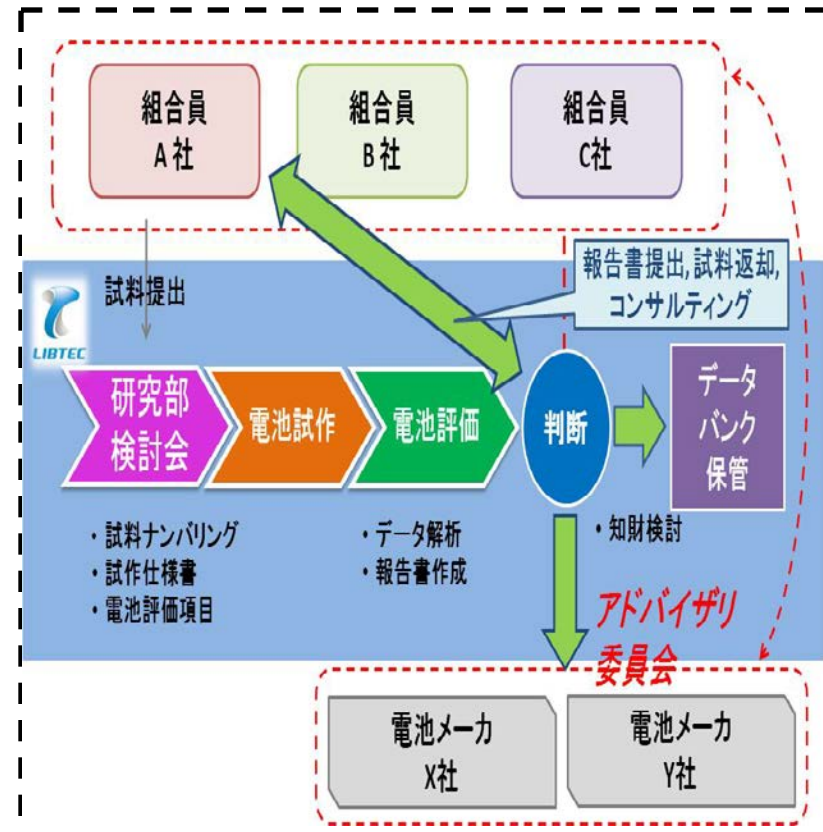 組合員
A社
組合員
B社
組合員
C社
報告書提出,試料返却,
コンサルティング
試料提出
LIBTEC
研究部
検討会
電池試作
電池評価
判断
データ
バンク
保管
・試料ナンバリング
・試作仕様書
・電池評価項目
・データ解析
・報告書作成
・知財検討
アドバイザリ
委員会
電池メーカ
X社
電池メーカ
Y社